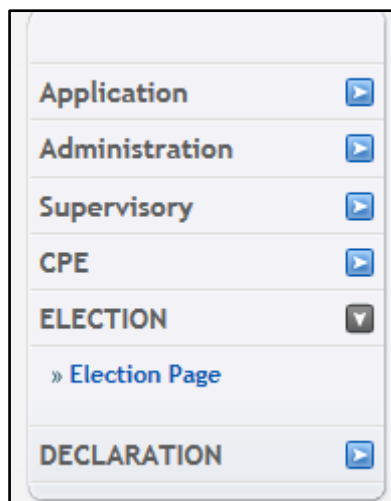 Application
Administration
Supervisory
CPE
ELECTION
» Election Page
DECLARATION